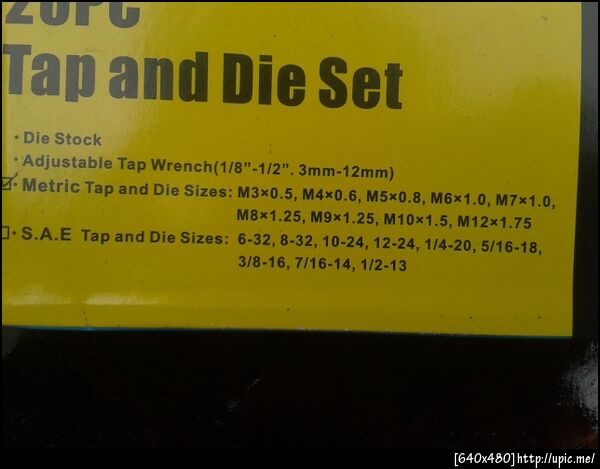 20PC
Tap and Die Set
· Die Stock
· Adjustable Tap Wrench(1/8”-1/2”. 3mm-12mm)
☑· Metric Tap and Die Sizes: M3×0.5, M4×0.6, M5×0.8, M6×1.0, M7×1.0,
M8×1.25, M9×1.25, M10×1.5, M12×1.75
☐· S.A.E Tap and Die Sizes: 6-32, 8-32, 10-24, 12-24, 1/4-20, 5/16-18,
3/8-16, 7/16-14, 1/2-13
[640x480]http://upic.me/